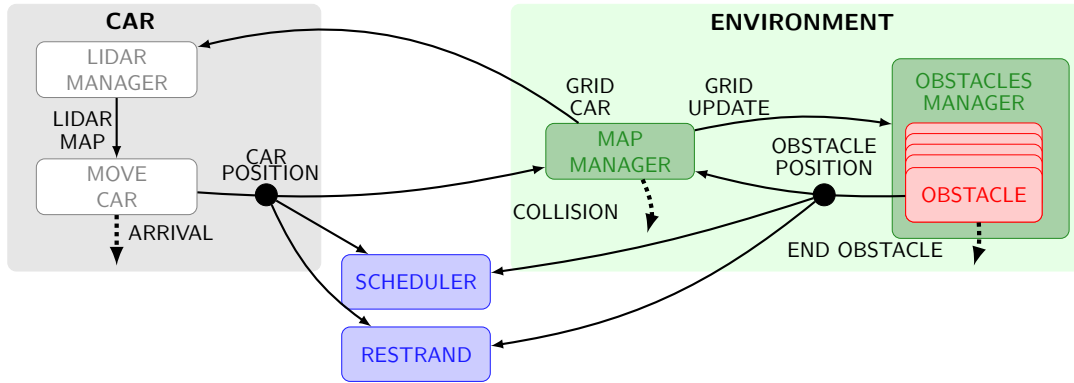 CAR
LIDAR
MANAGER
LIDAR
MAP
MOVE
CAR
ARRIVAL
CAR
POSITION
SCHEDULER
RESTRAND
ENVIRONMENT
GRID
CAR
MAP
MANAGER
COLLISION
GRID
UPDATE
OBSTACLES
MANAGER
OBSTACLE
POSITION
OBSTACLE
END OBSTACLE